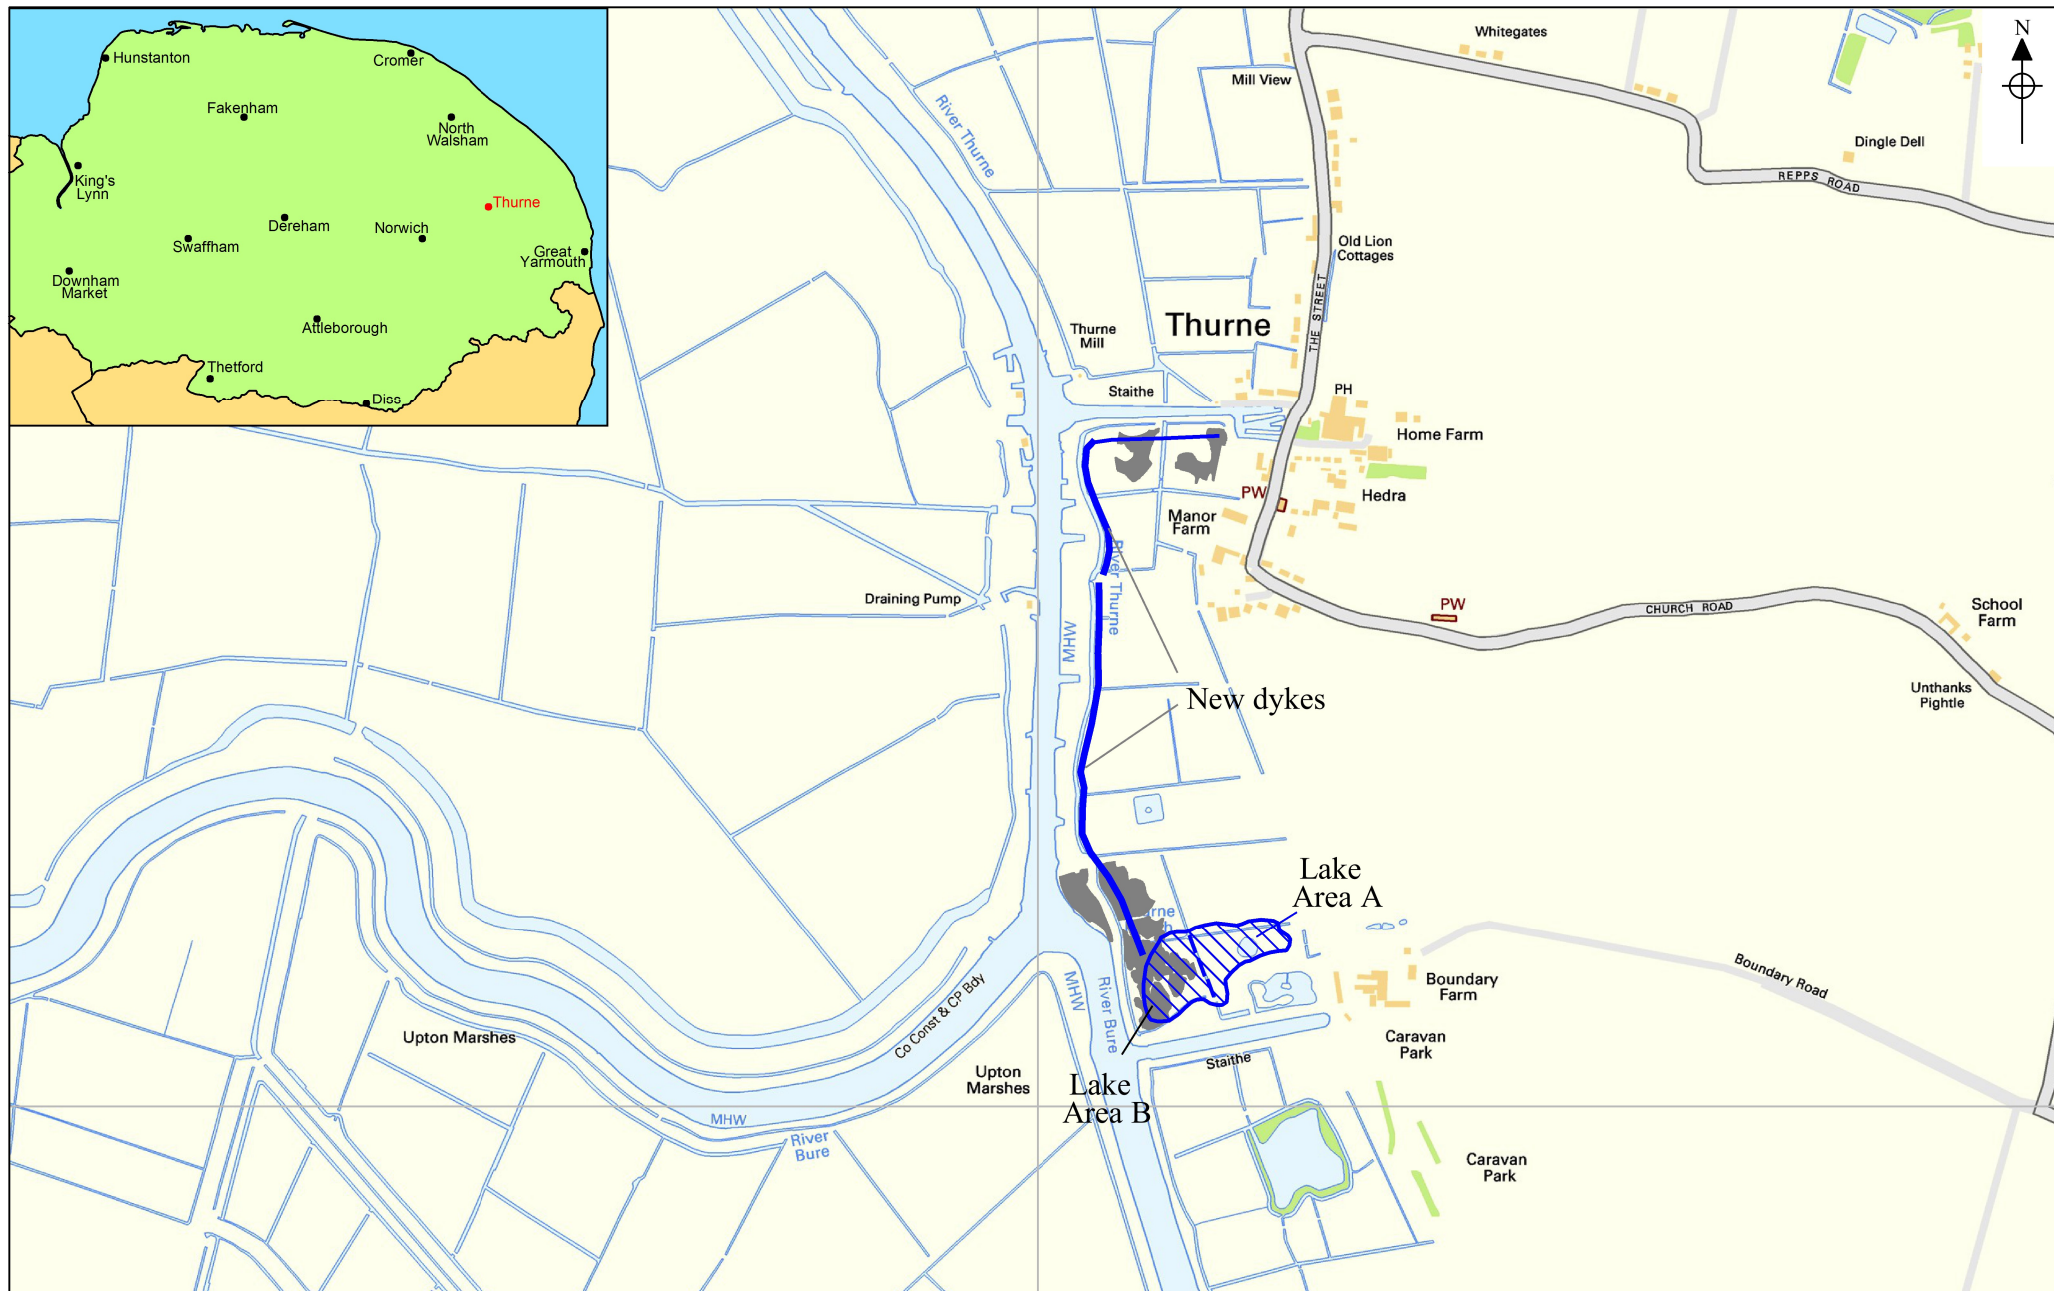 Hunstanton
Cromer
Fakenham
North
Walsham
King's
Lynn
Thurne
Dereham
Norwich
Swaffham
Great
Yarmouth
Downham
Market
Attleborough
Thetford
Diss
N
Whitegates
Mill View
River Thurne
Dingle Dell
REPPS ROAD
Old Lion
Cottages
THE STREET
Thurne
Mill
Thurne
Staithe
PH
Home Farm
PW
Hedra
Manor
Farm
River Thurne
Draining Pump
MHW
PW
CHURCH ROAD
School
Farm
Unthanks
Pightle
New dykes
Lake
Area A
rne
h
Boundary Road
Boundary
Farm
MHW
River Bure
Co Const & CP Bdy
Upton Marshes
Caravan
Park
Staithe
Upton
Marshes
Lake
Area B
MHW
River
Bure
Caravan
Park